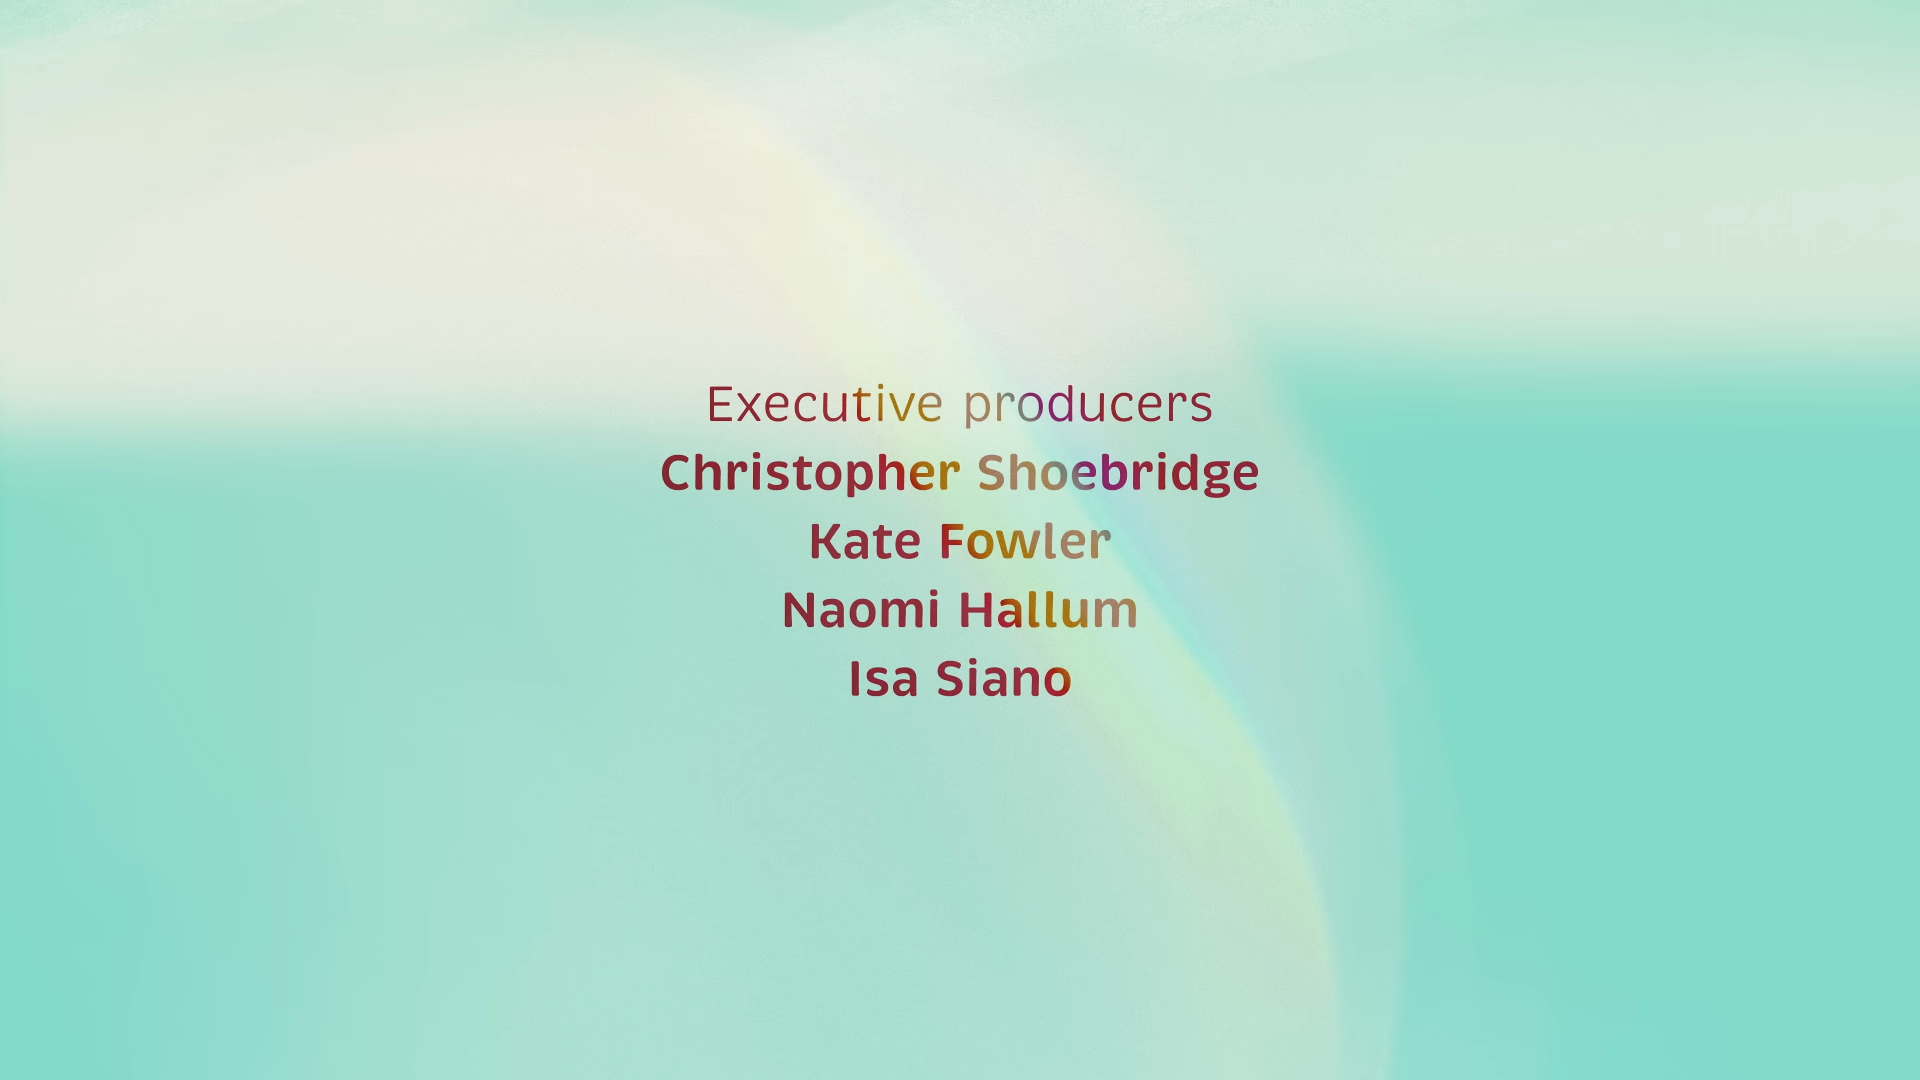 Executive producers
Christopher Shoebridge
Kate Fowler
Naomi Hallum
Isa Siano